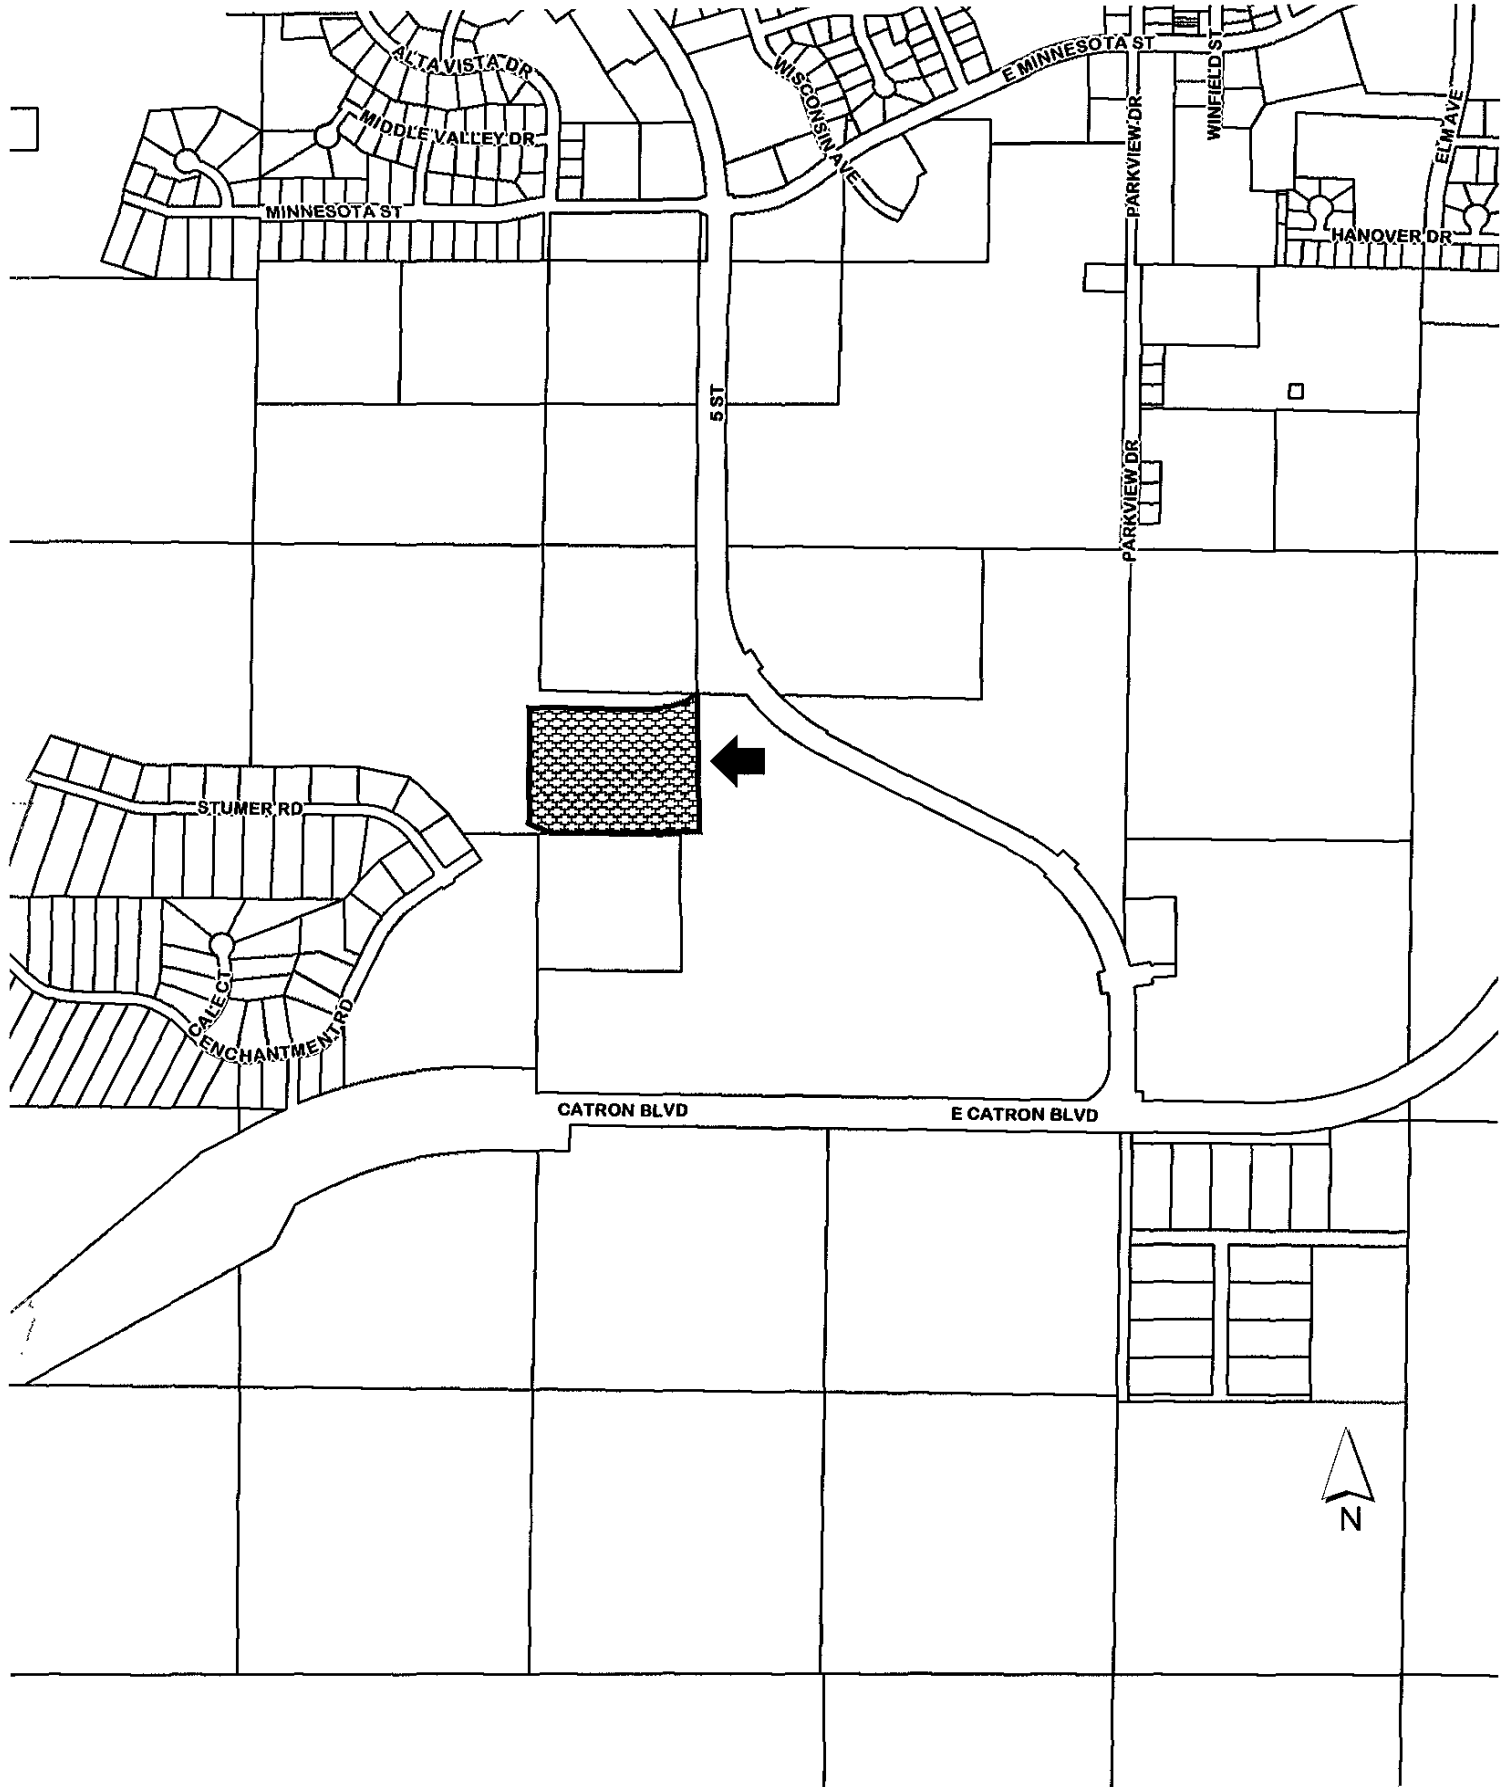 ALTA VISTA DR
WISCONSIN AVE
E MINNESOTA ST
WINFIELD ST
PARKVIEW DR
ELM AVE
MIDDLE VALLEY DR
MINNESOTA ST
HANOVER DR
5 ST
PARKVIEW DR
STUMER RD
CALE CT
ENCHANTMENT RD
CATRON BLVD
E CATRON BLVD
N